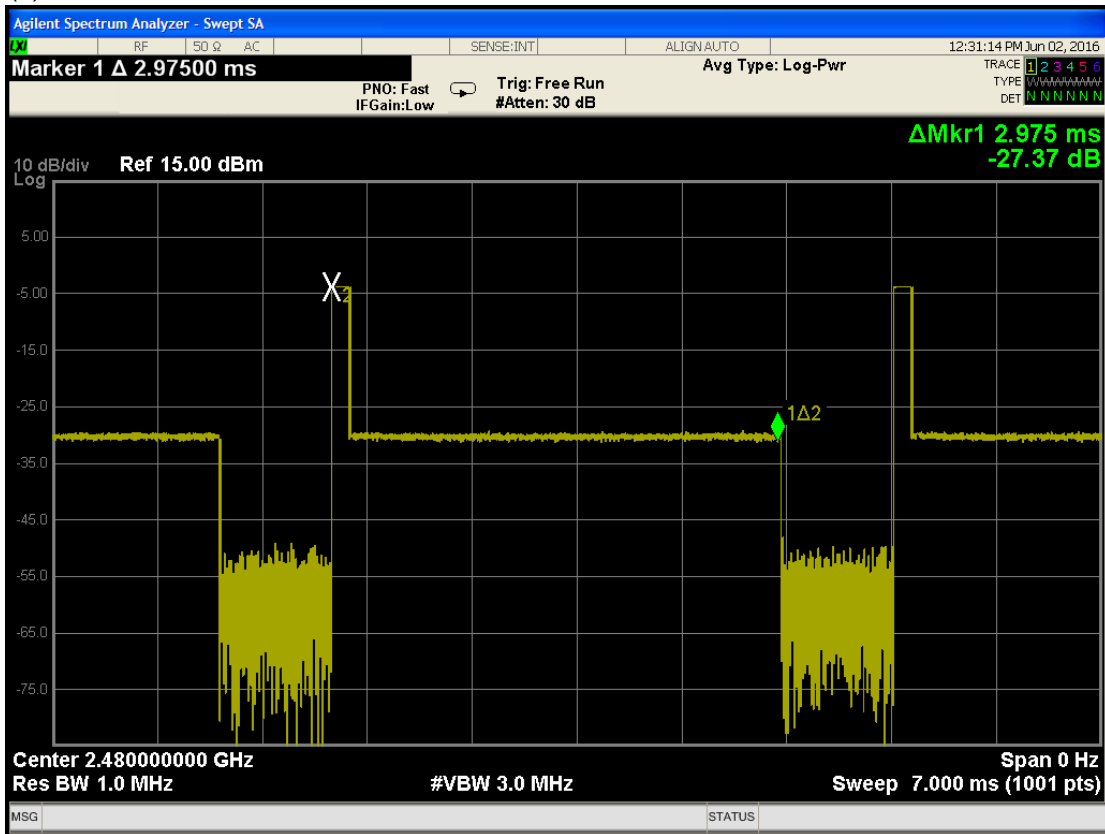 Agilent Spectrum Analyzer - Swept SA
LXI RF 50 Ω AC SENSE:INT ALIGNAUTO 12:31:14 PM Jun 02, 2016
Marker 1 Δ 2.97500 ms
PNO: Fast
IFGain:Low
Trig: Free Run
#Atten: 30 dB
Avg Type: Log-Pwr
TRACE 1 2 3 4 5 6
TYPE
DET N N N N N N
ΔMkr1 2.975 ms
-27.37 dB
10 dB/div Ref 15.00 dBm
Log
5.00
-5.00
X2
-15.0
-25.0
1Δ2
-35.0
-45.0
-55.0
-65.0
-75.0
Center 2.480000000 GHz Span 0 Hz
Res BW 1.0 MHz #VBW 3.0 MHz Sweep 7.000 ms (1001 pts)
MSG STATUS